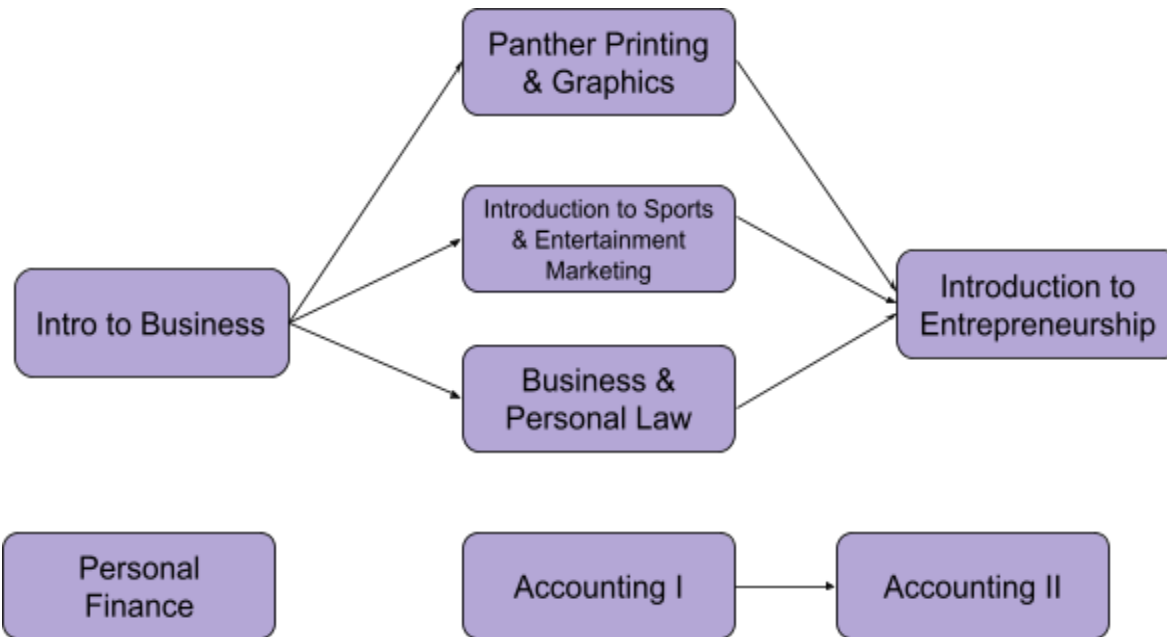 Panther Printing
& Graphics
Introduction to Sports
& Entertainment
Marketing
Intro to Business
Introduction to
Entrepreneurship
Business &
Personal Law
Personal
Finance
Accounting I
Accounting II